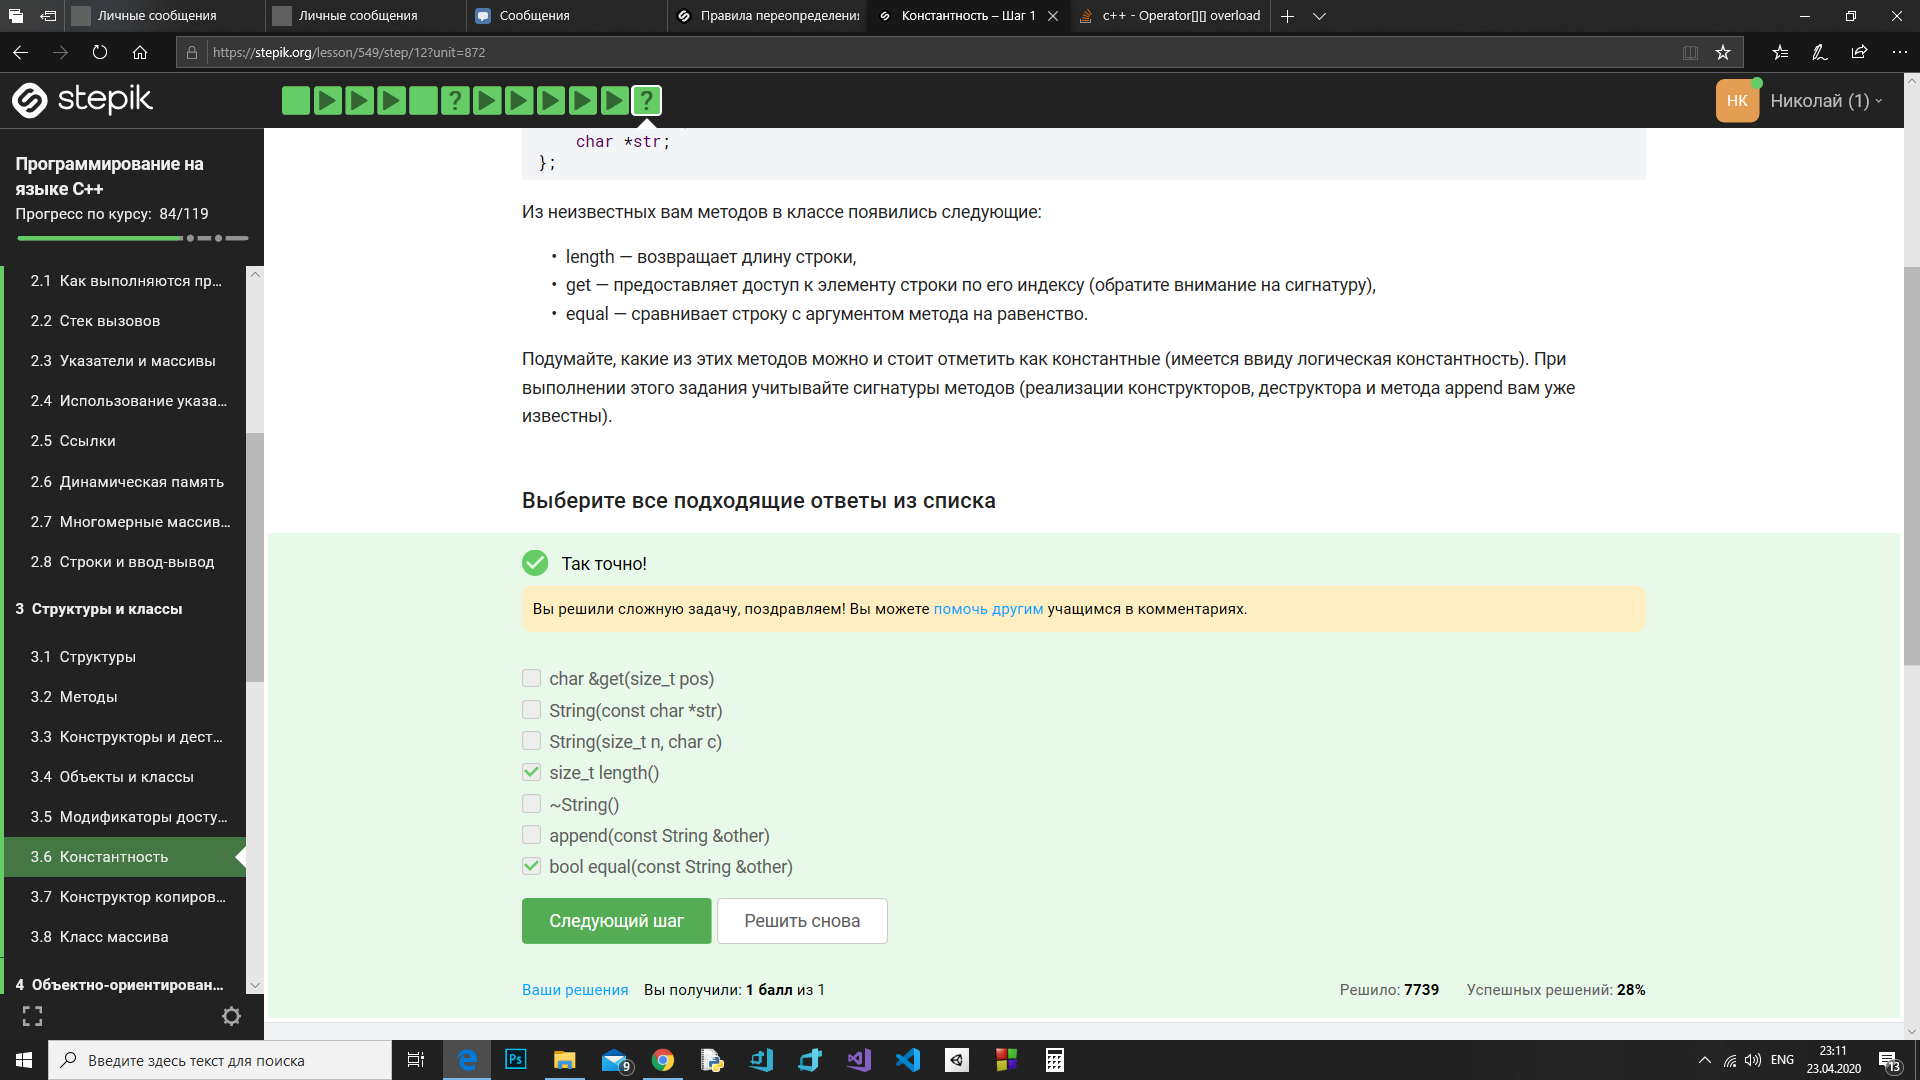 Личные сообщения
Личные сообщения
Сообщения
Правила переопределени
Константность – Шаг 1
c++ - Operator[][] overload
https://stepik.org/lesson/549/step/12?unit=872
stepik
?
?
НК
Николай (1)
Программирование на
языке C++
Прогресс по курсу: 84/119
2.1 Как выполняются пр...
2.2 Стек вызовов
2.3 Указатели и массивы
2.4 Использование указа...
2.5 Ссылки
2.6 Динамическая память
2.7 Многомерные массив...
2.8 Строки и ввод-вывод
3 Структуры и классы
3.1 Структуры
3.2 Методы
3.3 Конструкторы и дест...
3.4 Объекты и классы
3.5 Модификаторы досту...
3.6 Константность
3.7 Конструктор копиров...
3.8 Класс массива
4 Объектно-ориентирован...
char *str;
};
Из неизвестных вам методов в классе появились следующие:
• length — возвращает длину строки,
• get — предоставляет доступ к элементу строки по его индексу (обратите внимание на сигнатуру),
• equal — сравнивает строку с аргументом метода на равенство.
Подумайте, какие из этих методов можно и стоит отметить как константные (имеется ввиду логическая константность). При
выполнении этого задания учитывайте сигнатуры методов (реализации конструкторов, деструктора и метода append вам уже
известны).
Выберите все подходящие ответы из списка
Так точно!
Вы решили сложную задачу, поздравляем! Вы можете помочь другим учащимся в комментариях.
char &get(size_t pos)
String(const char *str)
String(size_t n, char c)
size_t length()
~String()
append(const String &other)
bool equal(const String &other)
Следующий шаг
Решить снова
Ваши решения Вы получили: 1 балл из 1
Решило: 7739 Успешных решений: 28%
Введите здесь текст для поиска
Ps
9
ENG
23:11
23.04.2020
13